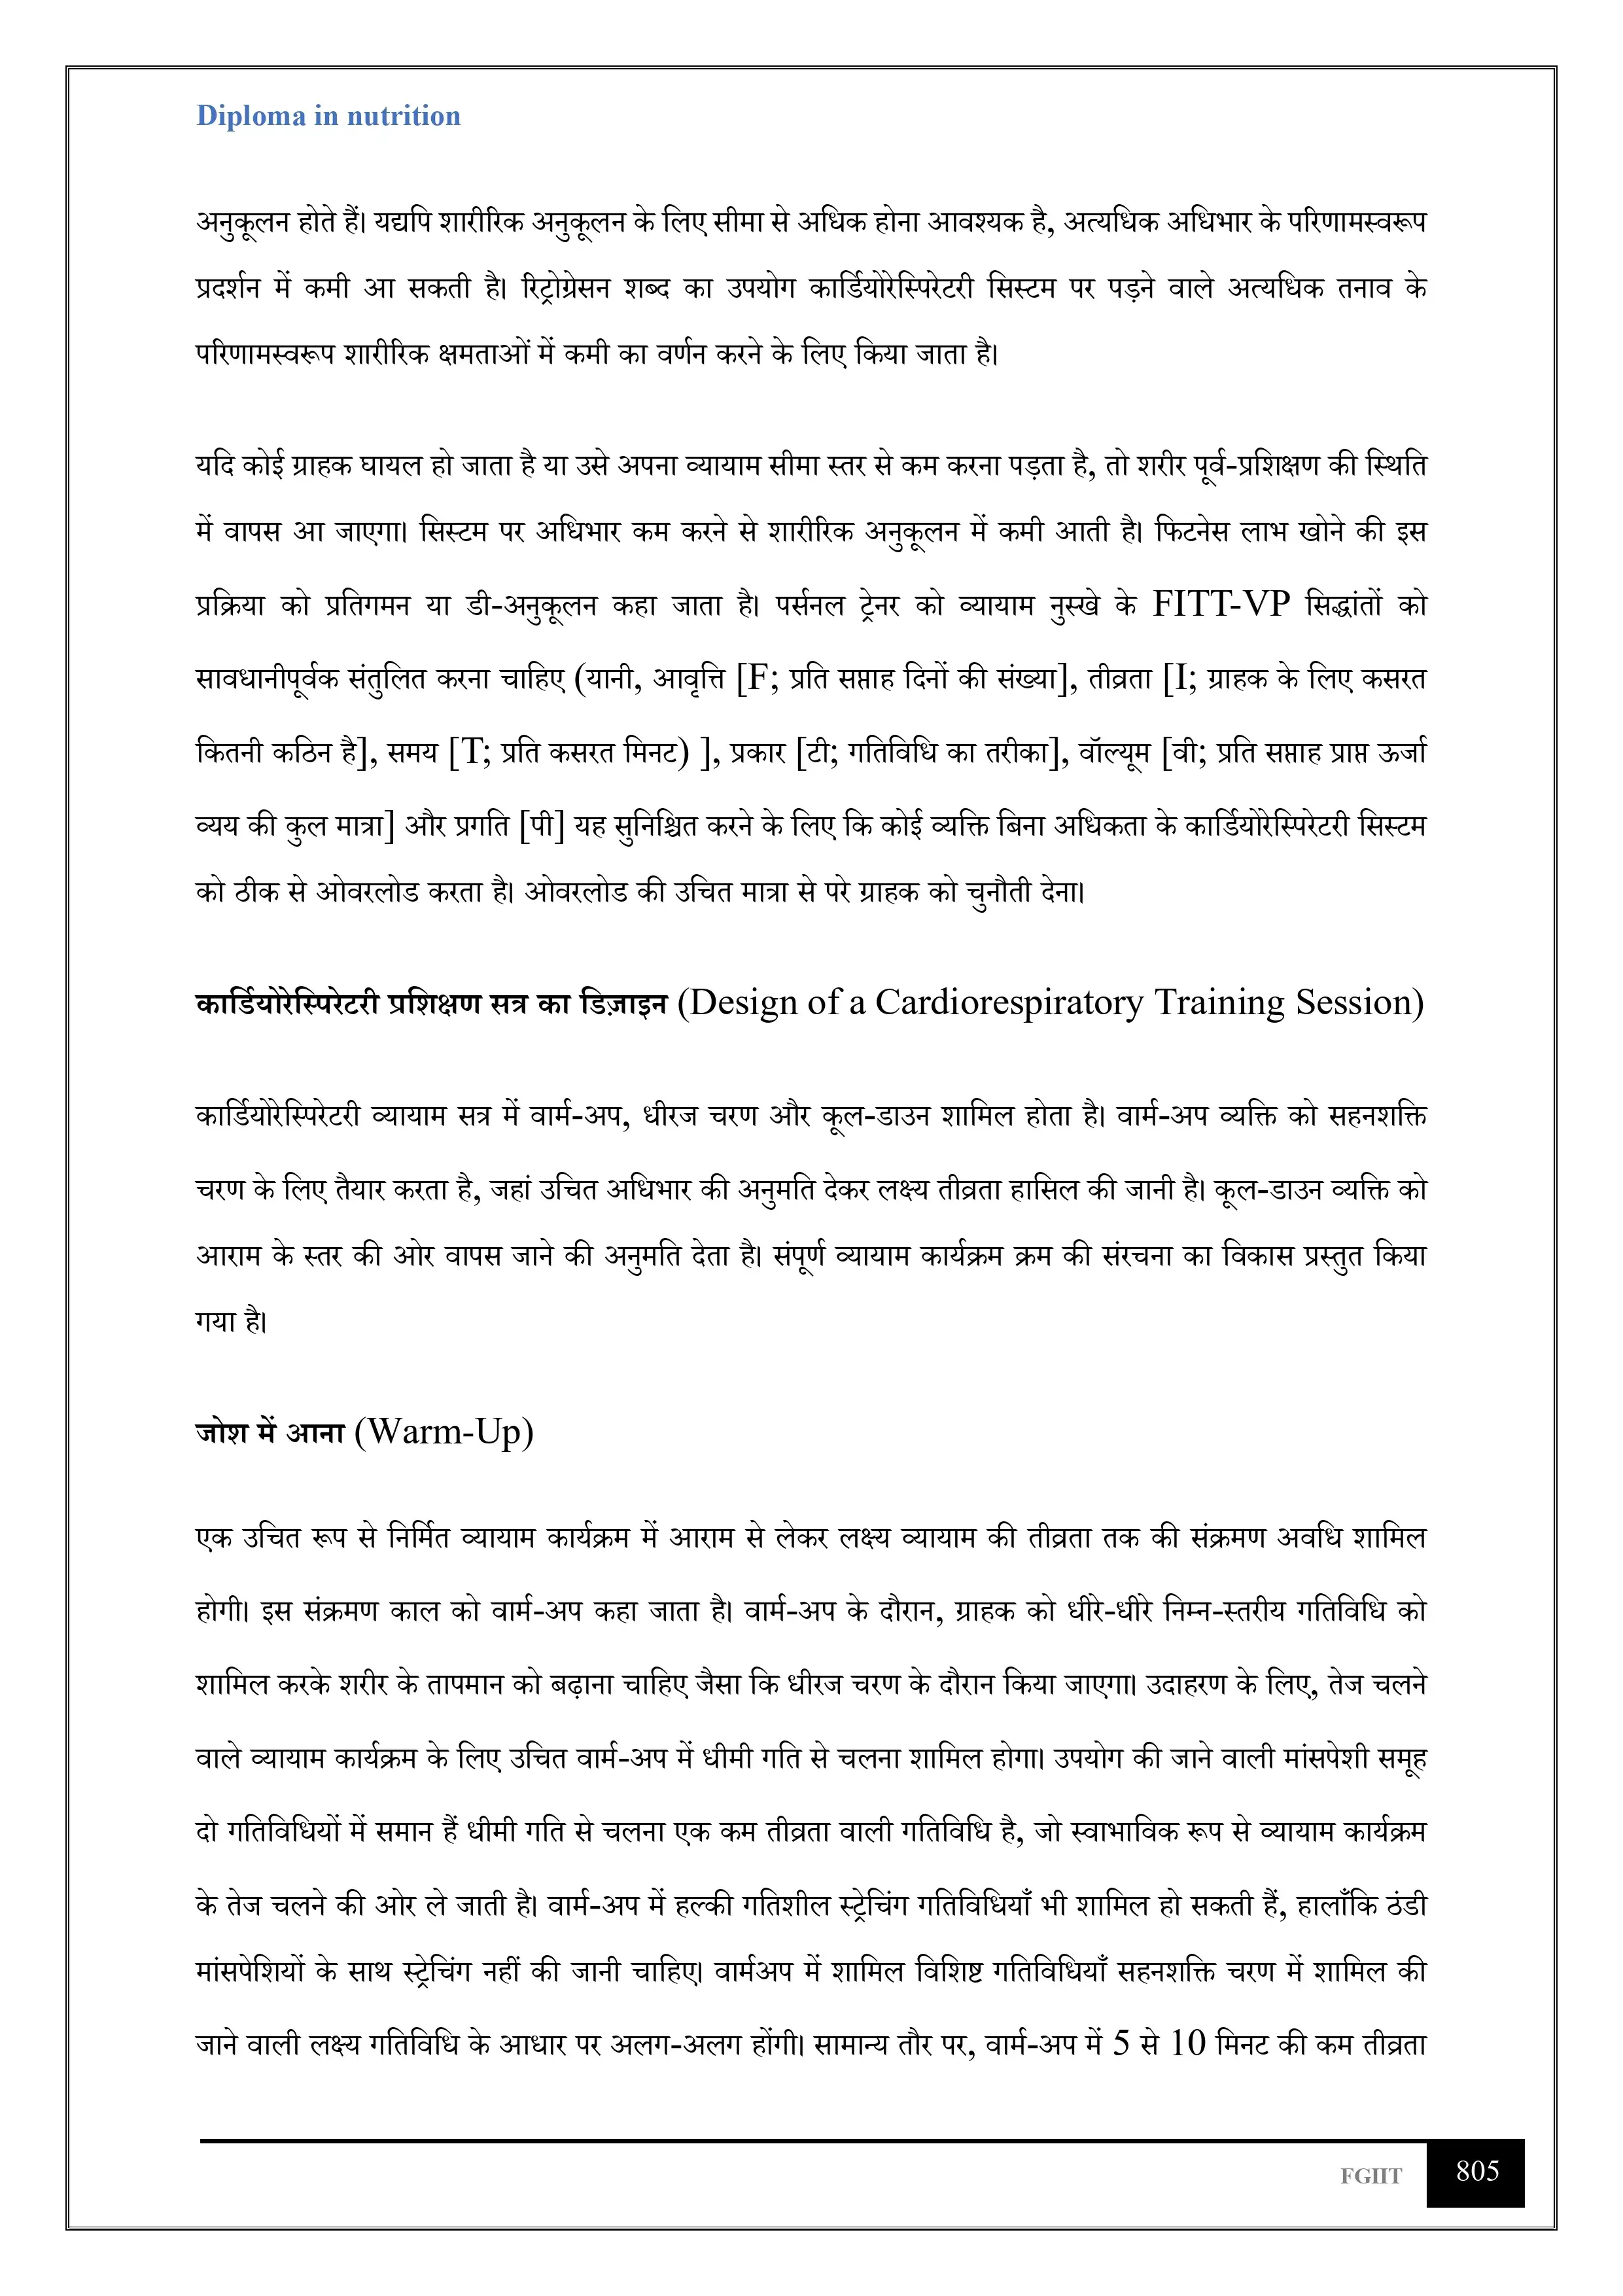 Diploma in nutrition
अनुकूलन होते हैं। यद्यपि शारीरिक अनुकूलन के लिए सीमा से अधिक होना आवश्यक है, अत्यधिक अधिभार के परिणामस्वरूप
प्रदर्शन में कमी आ सकती है। रिट्रोग्रेसन शब्द का उपयोग कार्डियोरेस्पिरेटरी सिस्टम पर पड़ने वाले अत्यधिक तनाव के
परिणामस्वरूप शारीरिक क्षमताओं में कमी का वर्णन करने के लिए किया जाता है।
यदि कोई ग्राहक घायल हो जाता है या उसे अपना व्यायाम सीमा स्तर से कम करना पड़ता है, तो शरीर पूर्व-प्रशिक्षण की स्थिति
में वापस आ जाएगा। सिस्टम पर अधिभार कम करने से शारीरिक अनुकूलन में कमी आती है। फिटनेस लाभ खोने की इस
प्रक्रिया को प्रतिगमन या डी-अनुकूलन कहा जाता है। पर्सनल ट्रेनर को व्यायाम नुस्खे के FITT-VP सिद्धांतों को
सावधानीपूर्वक संतुलित करना चाहिए (यानी, आवृत्ति [F; प्रति सप्ताह दिनों की संख्या], तीव्रता [I; ग्राहक के लिए कसरत
कितनी कठिन है], समय [T; प्रति कसरत मिनट) ], प्रकार [टी; गतिविधि का तरीका], वॉल्यूम [वी; प्रति सप्ताह प्राप्त ऊर्जा
व्यय की कुल मात्रा] और प्रगति [पी] यह सुनिश्चित करने के लिए कि कोई व्यक्ति बिना अधिकता के कार्डियोरेस्पिरेटरी सिस्टम
को ठीक से ओवरलोड करता है। ओवरलोड की उचित मात्रा से परे ग्राहक को चुनौती देना।
कार्डियोरेस्पिरेटरी प्रशिक्षण सत्र का डिज़ाइन (Design of a Cardiorespiratory Training Session)
कार्डियोरेस्पिरेटरी व्यायाम सत्र में वार्म-अप, धीरज चरण और कूल-डाउन शामिल होता है। वार्म-अप व्यक्ति को सहनशक्ति
चरण के लिए तैयार करता है, जहां उचित अधिभार की अनुमति देकर लक्ष्य तीव्रता हासिल की जानी है। कूल-डाउन व्यक्ति को
आराम के स्तर की ओर वापस जाने की अनुमति देता है। संपूर्ण व्यायाम कार्यक्रम क्रम की संरचना का विकास प्रस्तुत किया
गया है।
जोश में आना (Warm-Up)
एक उचित रूप से निर्मित व्यायाम कार्यक्रम में आराम से लेकर लक्ष्य व्यायाम की तीव्रता तक की संक्रमण अवधि शामिल
होगी। इस संक्रमण काल को वार्म-अप कहा जाता है। वार्म-अप के दौरान, ग्राहक को धीरे-धीरे निम्न-स्तरीय गतिविधि को
शामिल करके शरीर के तापमान को बढ़ाना चाहिए जैसा कि धीरज चरण के दौरान किया जाएगा। उदाहरण के लिए, तेज चलने
वाले व्यायाम कार्यक्रम के लिए उचित वार्म-अप में धीमी गति से चलना शामिल होगा। उपयोग की जाने वाली मांसपेशी समूह
दो गतिविधियों में समान हैं धीमी गति से चलना एक कम तीव्रता वाली गतिविधि है, जो स्वाभाविक रूप से व्यायाम कार्यक्रम
के तेज चलने की ओर ले जाती है। वार्म-अप में हल्की गतिशील स्ट्रेचिंग गतिविधियाँ भी शामिल हो सकती हैं, हालाँकि ठंडी
मांसपेशियों के साथ स्ट्रेचिंग नहीं की जानी चाहिए। वार्मअप में शामिल विशिष्ट गतिविधियाँ सहनशक्ति चरण में शामिल की
जाने वाली लक्ष्य गतिविधि के आधार पर अलग-अलग होंगी। सामान्य तौर पर, वार्म-अप में 5 से 10 मिनट की कम तीव्रता
FGIIT 805